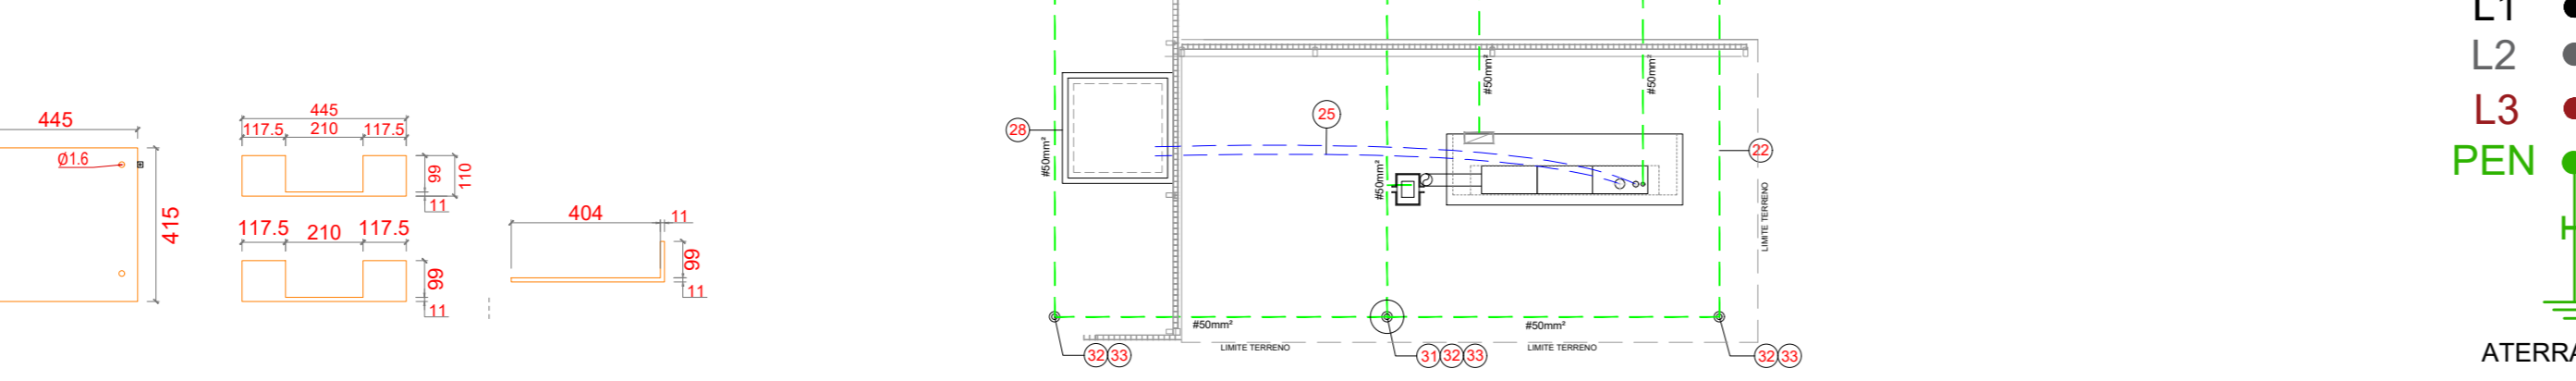 445
Ø1.6
415
445
117.5 210 117.5
99
110
11
117.5 210 117.5
99
11
404
11
99
11
28
#50mm²
25
#50mm²
#50mm²
#50mm²
22
LIMITE TERRENO
#50mm²
#50mm²
LIMITE TERRENO
LIMITE TERRENO
32 33
31 32 33
32 33
L1
L2
L3
PEN
ATERRA